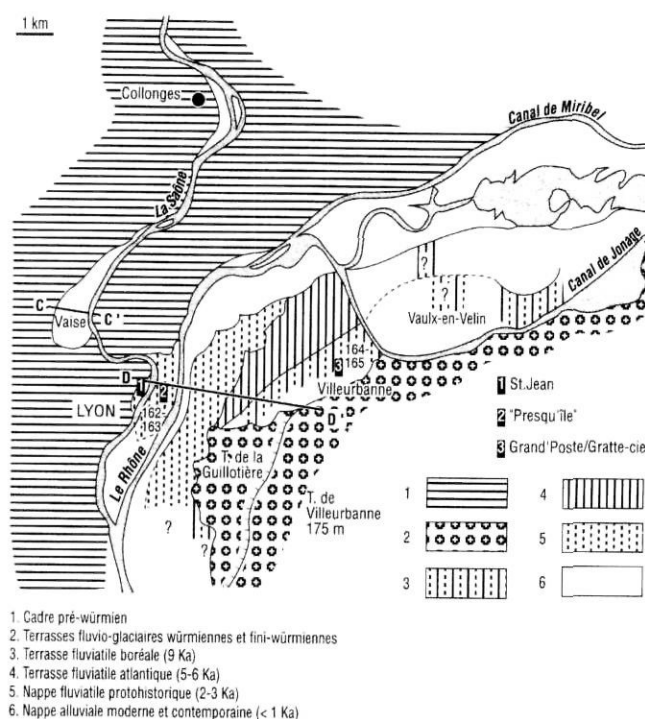 1 km
Collonges
Canal de Miribel
La Saône
Canal de Jonage
?
?
C
C'
Vaise
Vaulx-en-Velin
164-
165
3
Villeurbanne
D
1
2
D'
LYON
162-
163
Le Rhône
T. de la
Guillotière
T. de
Villeurbanne
175 m
?
?
1 St.Jean
2 "Presqu'île"
3 Grand'Poste/Gratte-ciel
1
2
3
4
5
6
1. Cadre pré-würmien
2. Terrasses fluvio-glaciaires würmiennes et fini-würmiennes
3. Terrasse fluviatile boréale (9 Ka)
4. Terrasse fluviatile atlantique (5-6 Ka)
5. Nappe fluviatile protohistorique (2-3 Ka)
6. Nappe alluviale moderne et contemporaine (< 1 Ka)